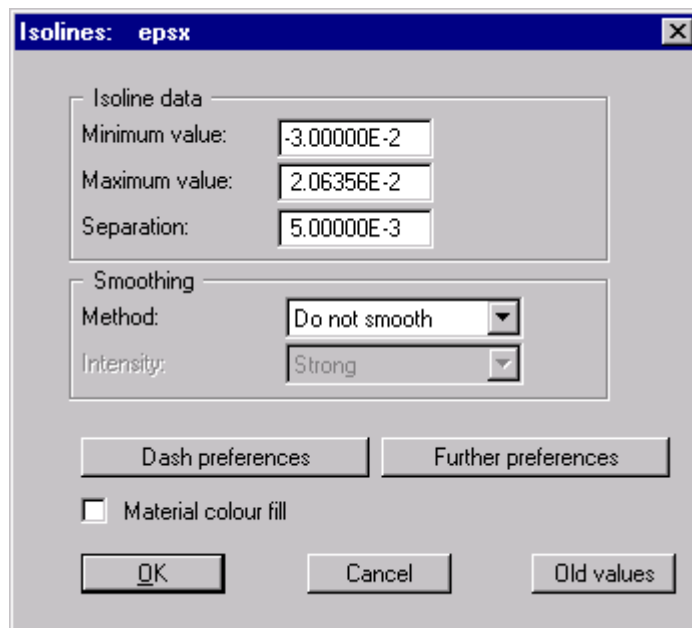 Isolines: epsx
Isoline data
Minimum value: -3.00000E-2
Maximum value: 2.06356E-2
Separation: 5.00000E-3
Smoothing
Method: Do not smooth
Intensity: Strong
Dash preferences Further preferences
Material colour fill
OK Cancel Old values